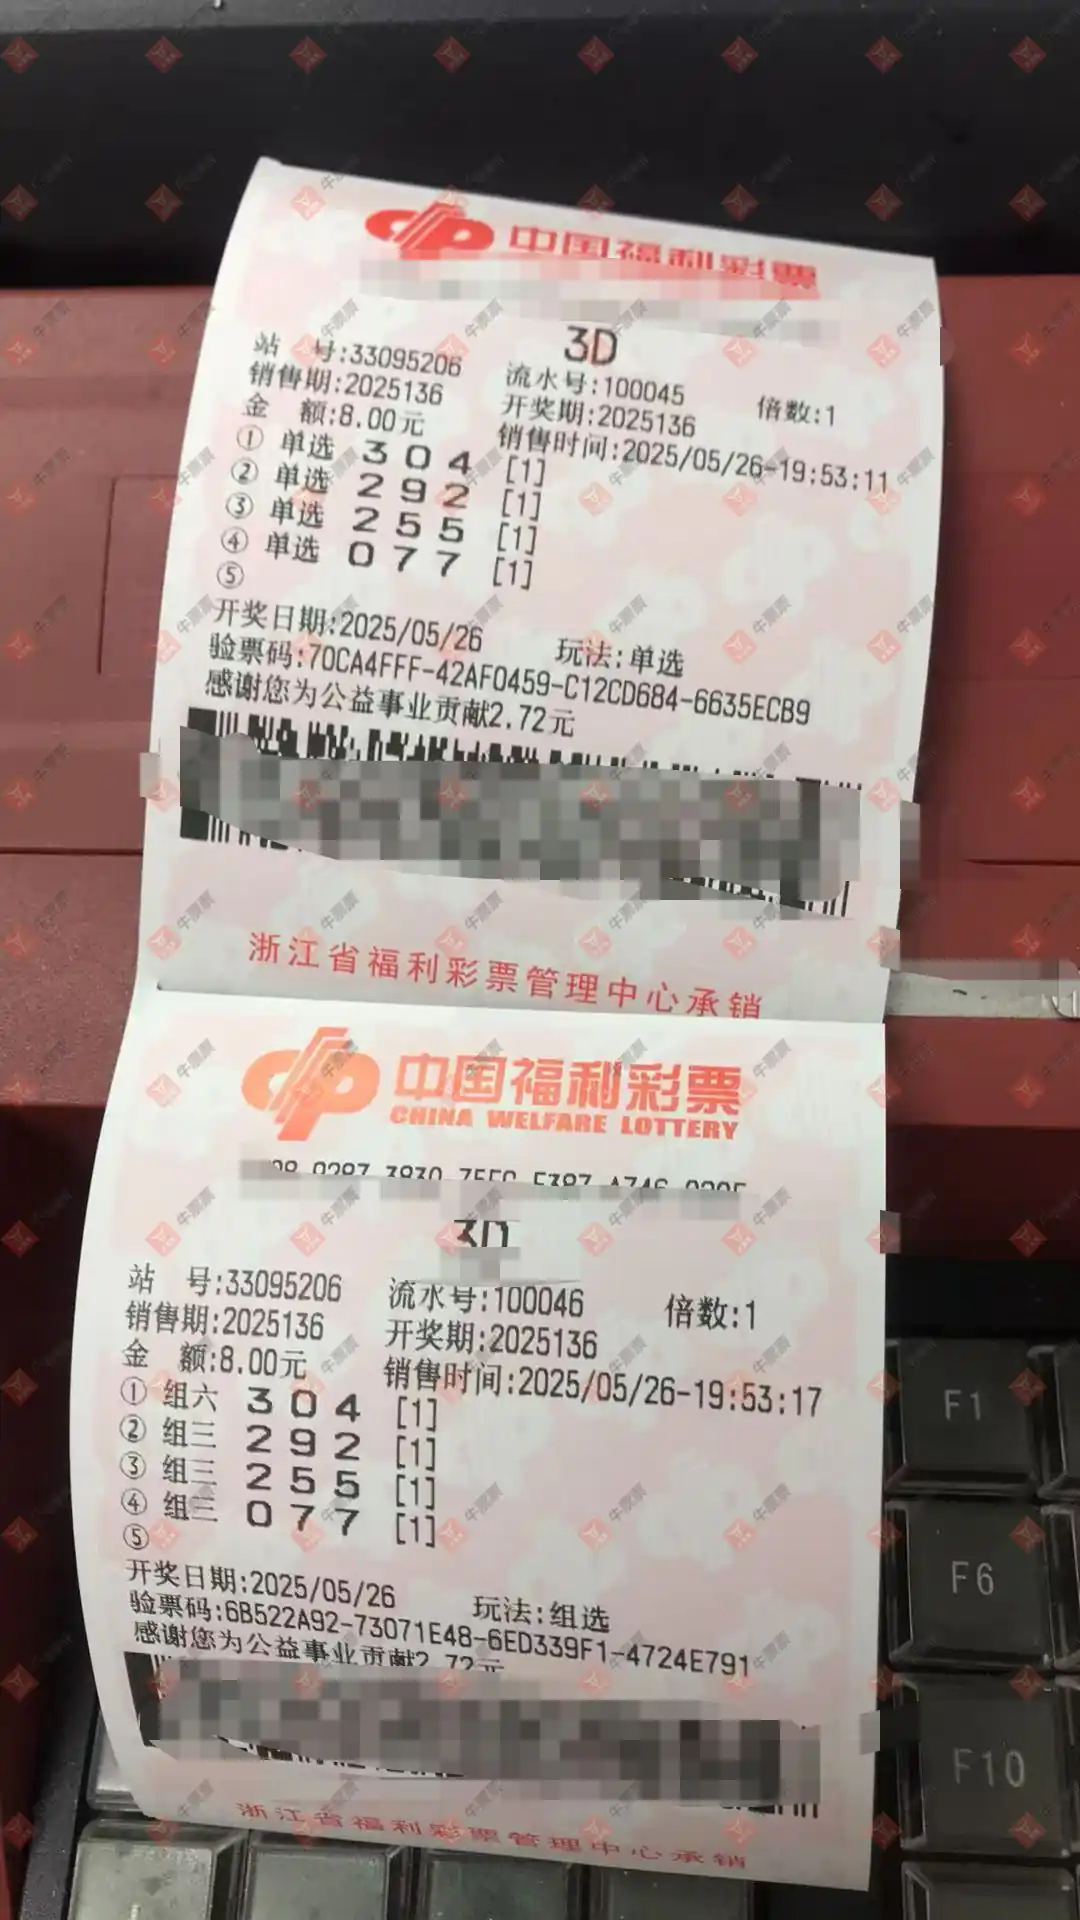 中国福利彩票
3D
站 号:33095206 流水号:100045 倍数:1
销售期:2025136 开奖期:2025136
金 额:8.00元 销售时间:2025/05/26-19:53:11
① 单选 3 0 4 [1]
② 单选 2 9 2 [1]
③ 单选 2 5 5 [1]
④ 单选 0 7 7 [1]
⑤
开奖日期:2025/05/26 玩法:单选
验票码:70CA4FFF-42AF0459-C12CD684-6635ECB9
感谢您为公益事业贡献2.72元
浙江省福利彩票管理中心承销
中国福利彩票
CHINA WELFARE LOTTERY
3D
站 号:33095206 流水号:100046 倍数:1
销售期:2025136 开奖期:2025136
金 额:8.00元 销售时间:2025/05/26-19:53:17
① 组六 3 0 4 [1]
② 组三 2 9 2 [1]
③ 组三 2 5 5 [1]
④ 组三 0 7 7 [1]
⑤
开奖日期:2025/05/26 玩法:组选
验票码:6B522A92-73071E48-6ED339F1-4724E791
感谢您为公益事业贡献2.72元
浙江省福利彩票管理中心承销
F1
F6
F10
牛票票